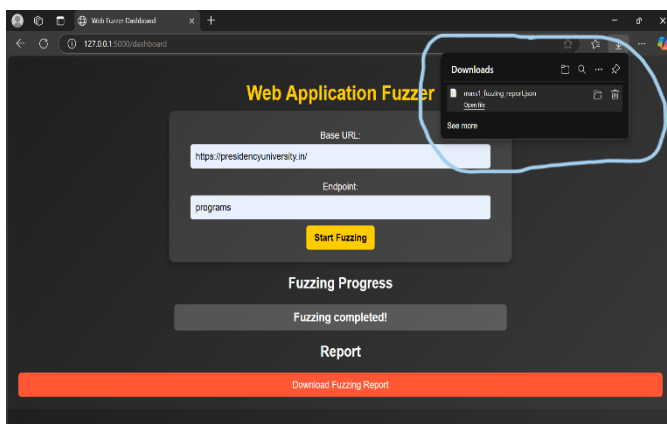 Web Fuzzer Dashboard
127.0.0.1:5000/dashboard
Downloads
mass1_fuzzing_report.json
Open file
See more
Web Application Fuzzer
Base URL:
https://presidencyuniversity.in/
Endpoint:
programs
Start Fuzzing
Fuzzing Progress
Fuzzing completed!
Report
Download Fuzzing Report